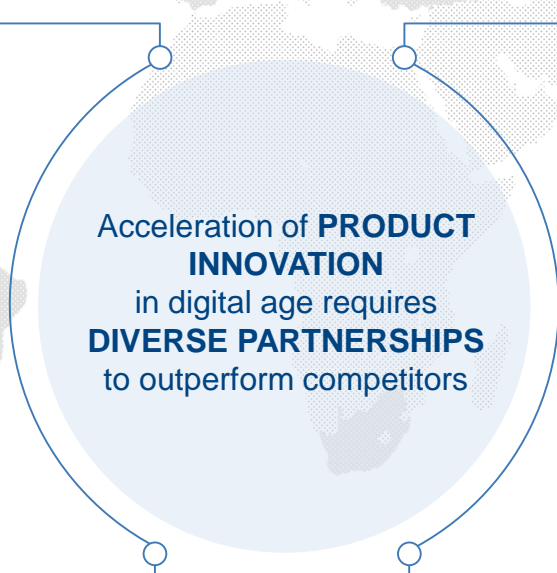 Acceleration of PRODUCT
INNOVATION
in digital age requires
DIVERSE PARTNERSHIPS
to outperform competitors